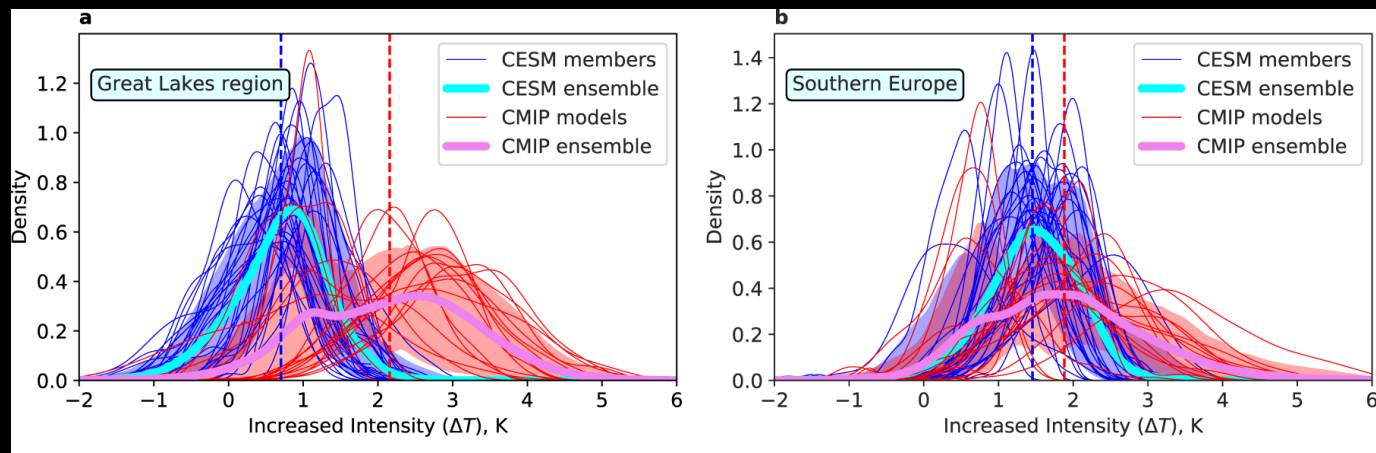 a
Great Lakes region
CESM members
CESM ensemble
CMIP models
CMIP ensemble
Density
1.2
1.0
0.8
0.6
0.4
0.2
0.0
−2 −1 0 1 2 3 4 5 6
Increased Intensity (ΔT), K
b
Southern Europe
CESM members
CESM ensemble
CMIP models
CMIP ensemble
Density
1.4
1.2
1.0
0.8
0.6
0.4
0.2
0.0
−2 −1 0 1 2 3 4 5 6
Increased Intensity (ΔT), K